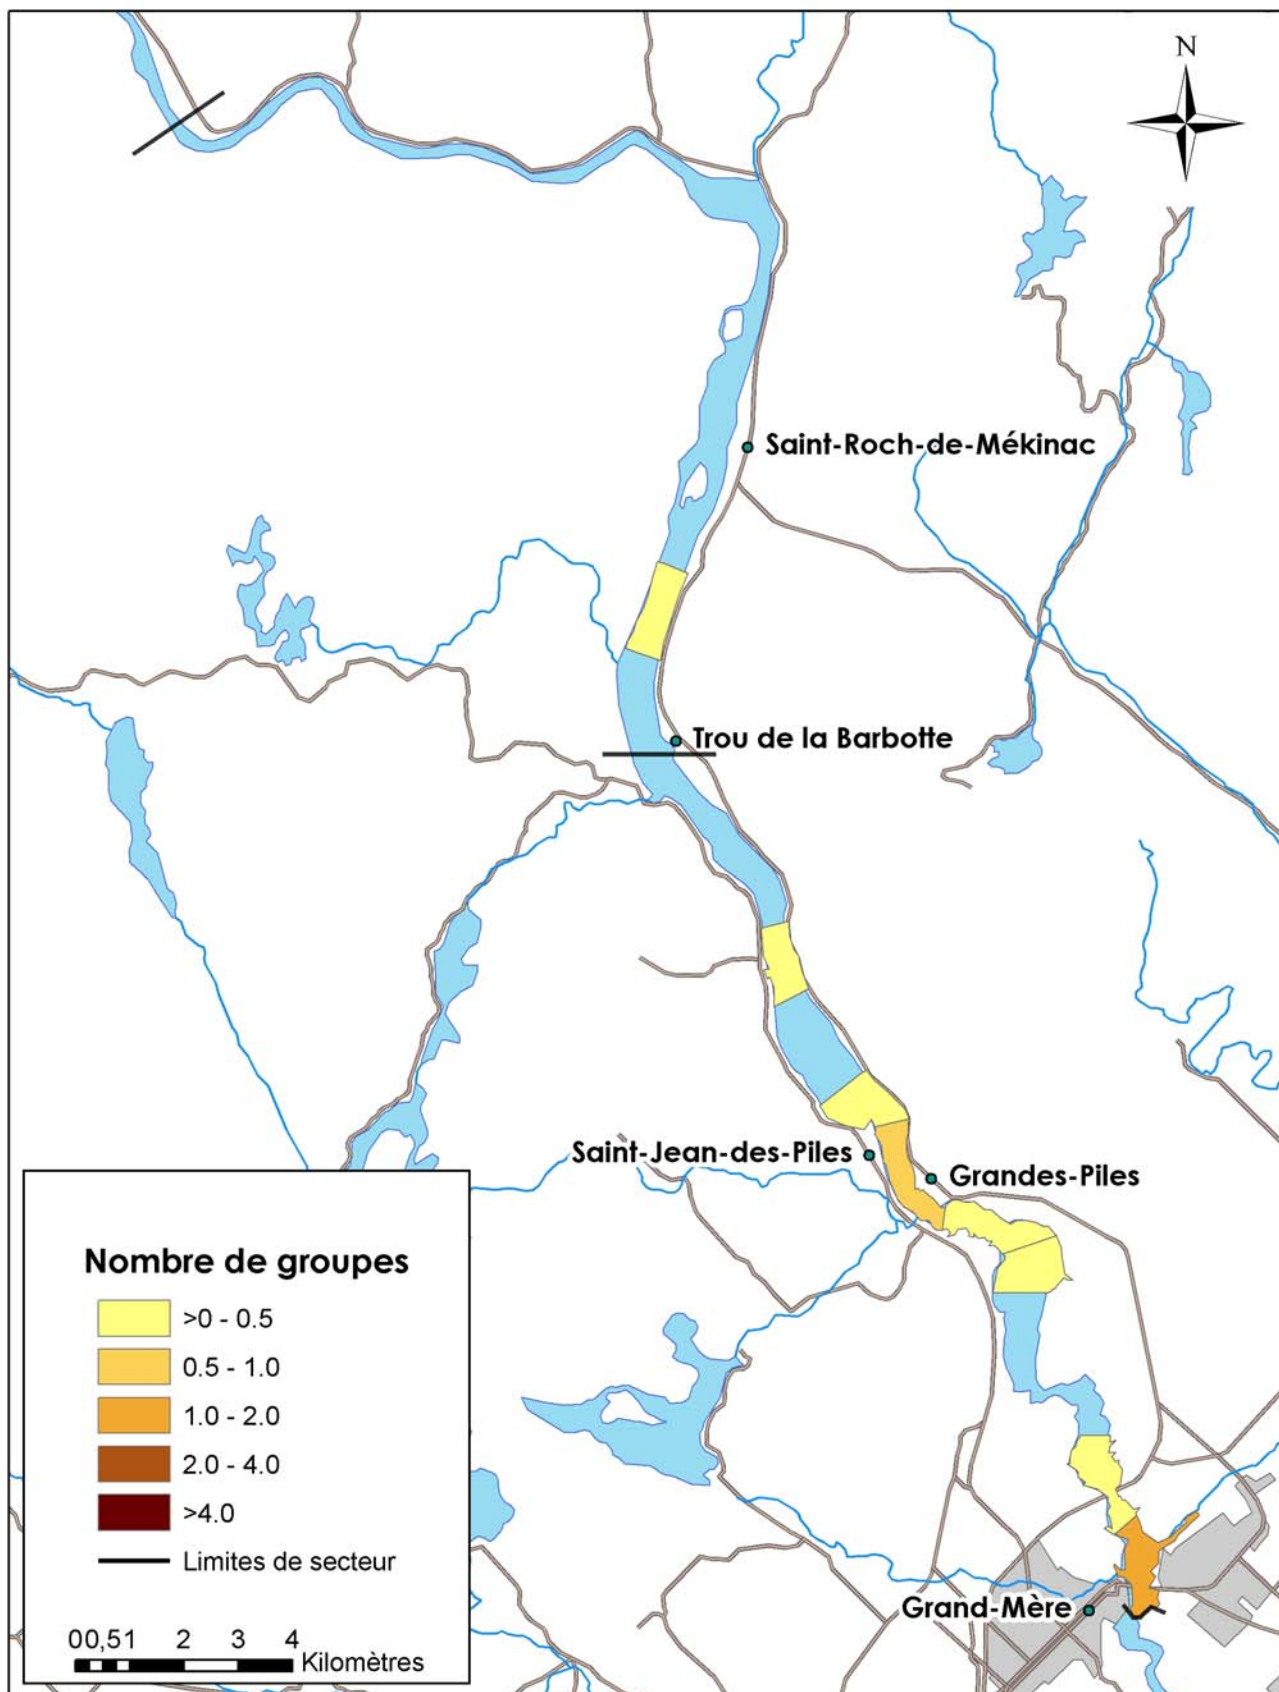 N
Saint-Roch-de-Mékinac
Trou de la Barbotte
Saint-Jean-des-Piles
Grandes-Piles
Grand-Mère
Nombre de groupes
>0 - 0.5
0.5 - 1.0
1.0 - 2.0
2.0 - 4.0
>4.0
Limites de secteur
00,51 2 3 4
Kilomètres